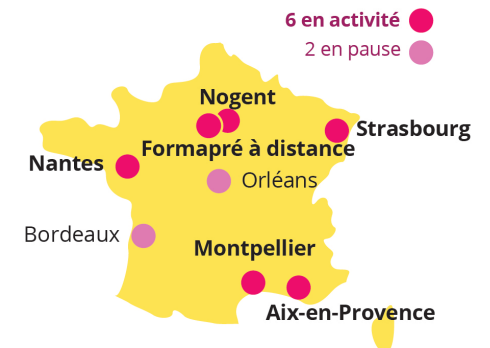 6 en activité
2 en pause
Nogent
Strasbourg
Formapré à distance
Nantes
Orléans
Bordeaux
Montpellier
Aix-en-Provence